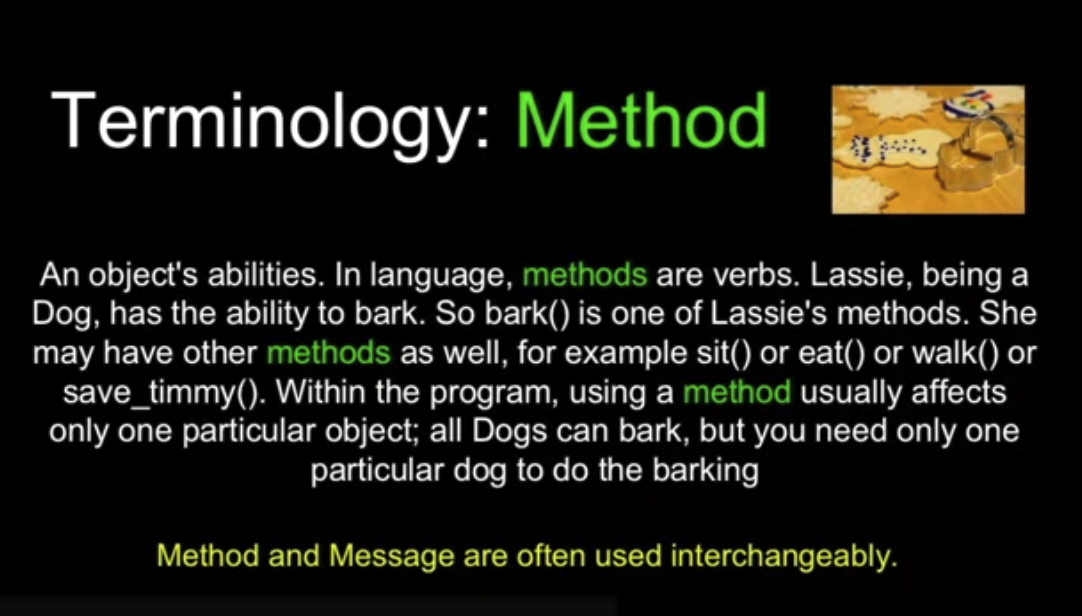 Terminology: Method
An object's abilities. In language, methods are verbs. Lassie, being a
Dog, has the ability to bark. So bark() is one of Lassie's methods. She
may have other methods as well, for example sit() or eat() or walk() or
save_timmy(). Within the program, using a method usually affects
only one particular object; all Dogs can bark, but you need only one
particular dog to do the barking
Method and Message are often used interchangeably.